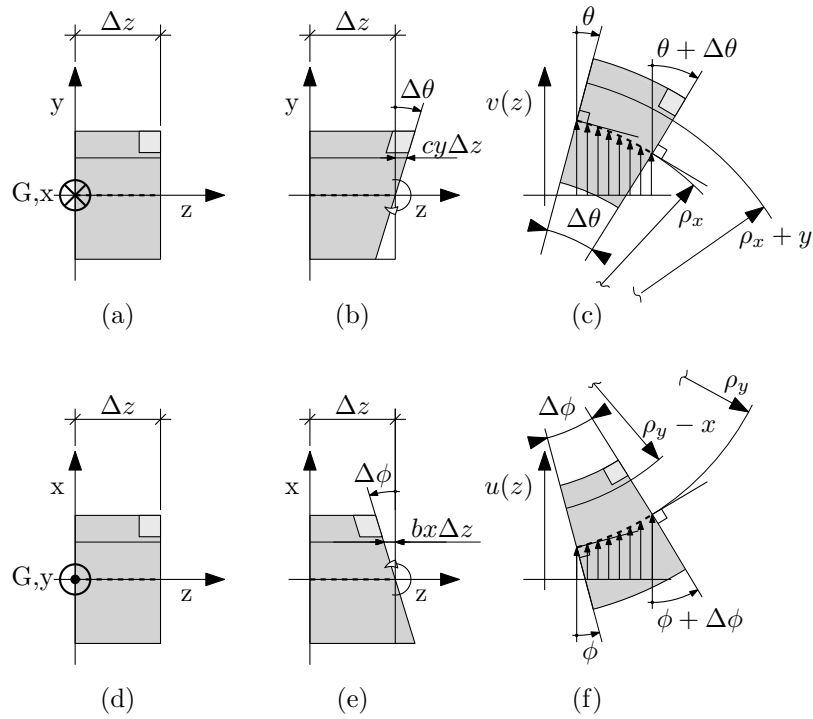 Δz
y
G,x
z
(a)
Δz
Δθ
y
cyΔz
z
(b)
θ
θ + Δθ
v(z)
Δθ
ρ_x
ρ_x + y
(c)
Δz
x
G,y
z
(d)
Δz
Δϕ
x
bxΔz
z
(e)
ρ_y
Δϕ
ρ_y − x
u(z)
ϕ + Δϕ
ϕ
(f)